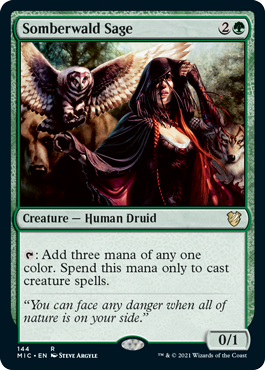 Somberwald Sage 2
Creature — Human Druid
: Add three mana of any one
color. Spend this mana only to cast
creature spells.
“You can face any danger when all of
nature is on your side.”
0/1
144 R
MIC • EN Steve Argyle
™ & © 2021 Wizards of the Coast